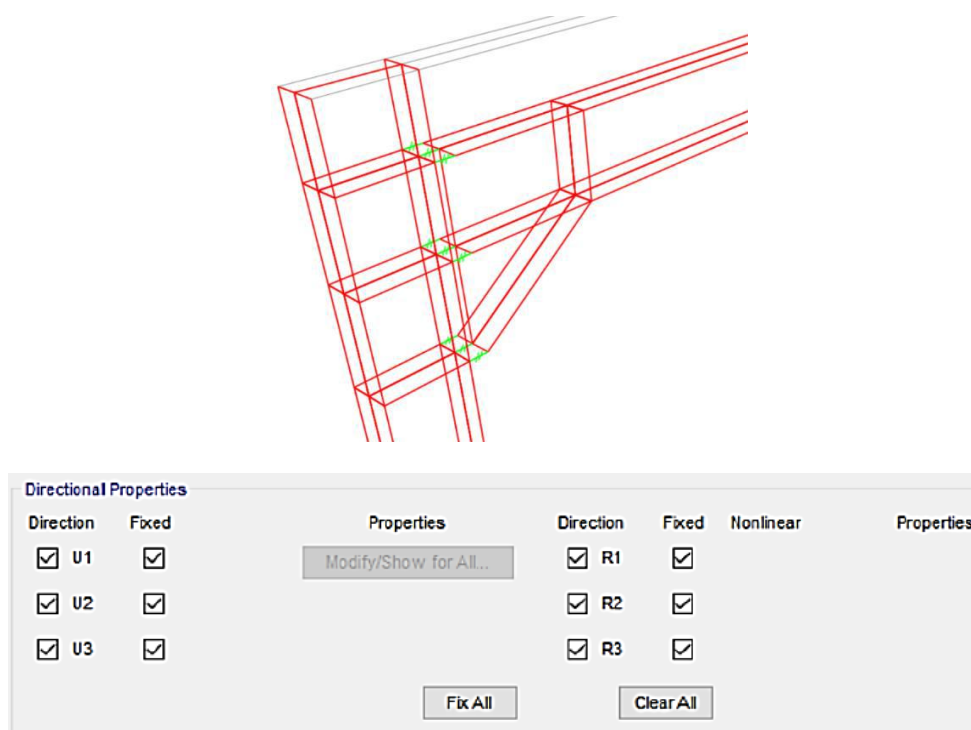 Directional Properties
Direction Fixed Properties Direction Fixed Nonlinear Properties
U1 Modify/Show for All... R1
U2 R2
U3 R3
Fix All Clear All